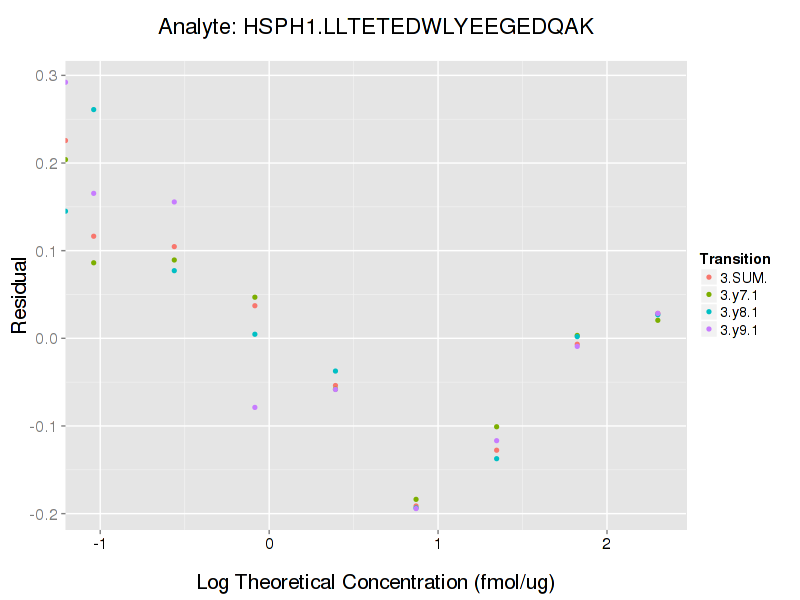 Analyte: HSPH1.LLTETEDWLYEEGEDQAK
0.3
0.2
0.1
0.0
-0.1
-0.2
Residual
-1
0
1
2
Log Theoretical Concentration (fmol/ug)
Transition
3.SUM.
3.y7.1
3.y8.1
3.y9.1